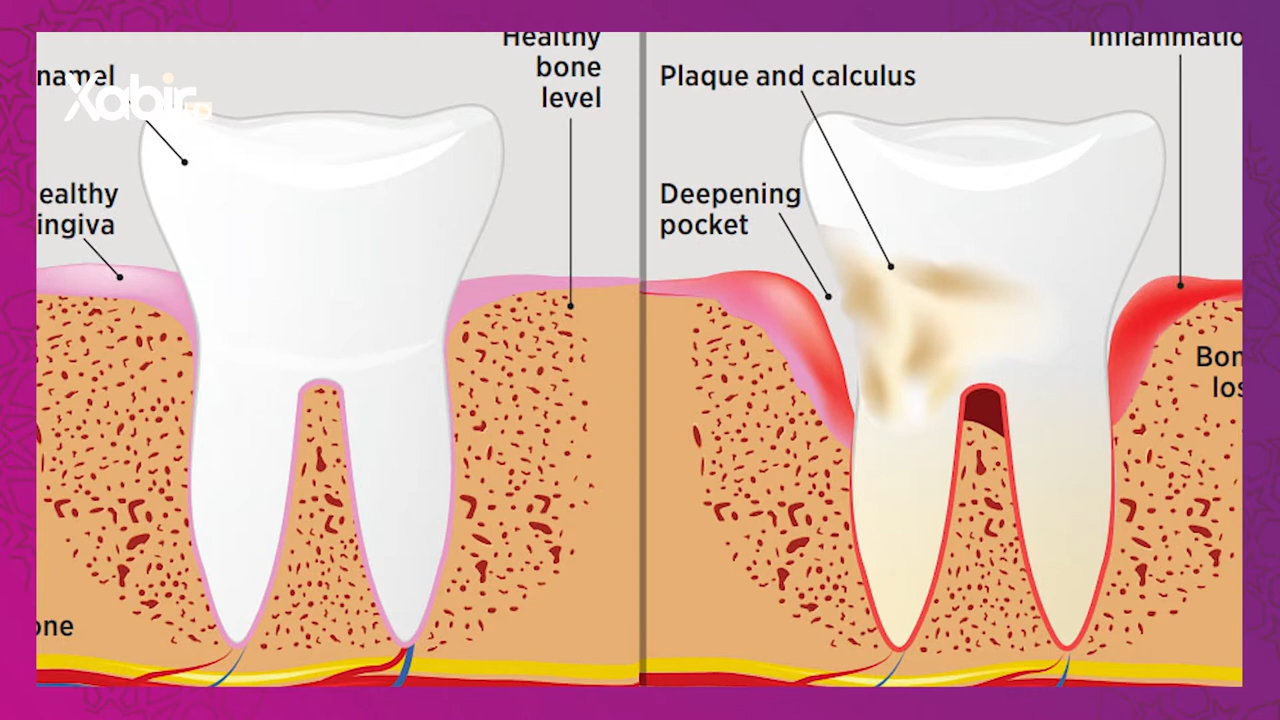 Healthy
bone
level
namel
Xabir
ealthy
ingiva
one
Inflammatio
Plaque and calculus
Deepening
pocket
Bon
los